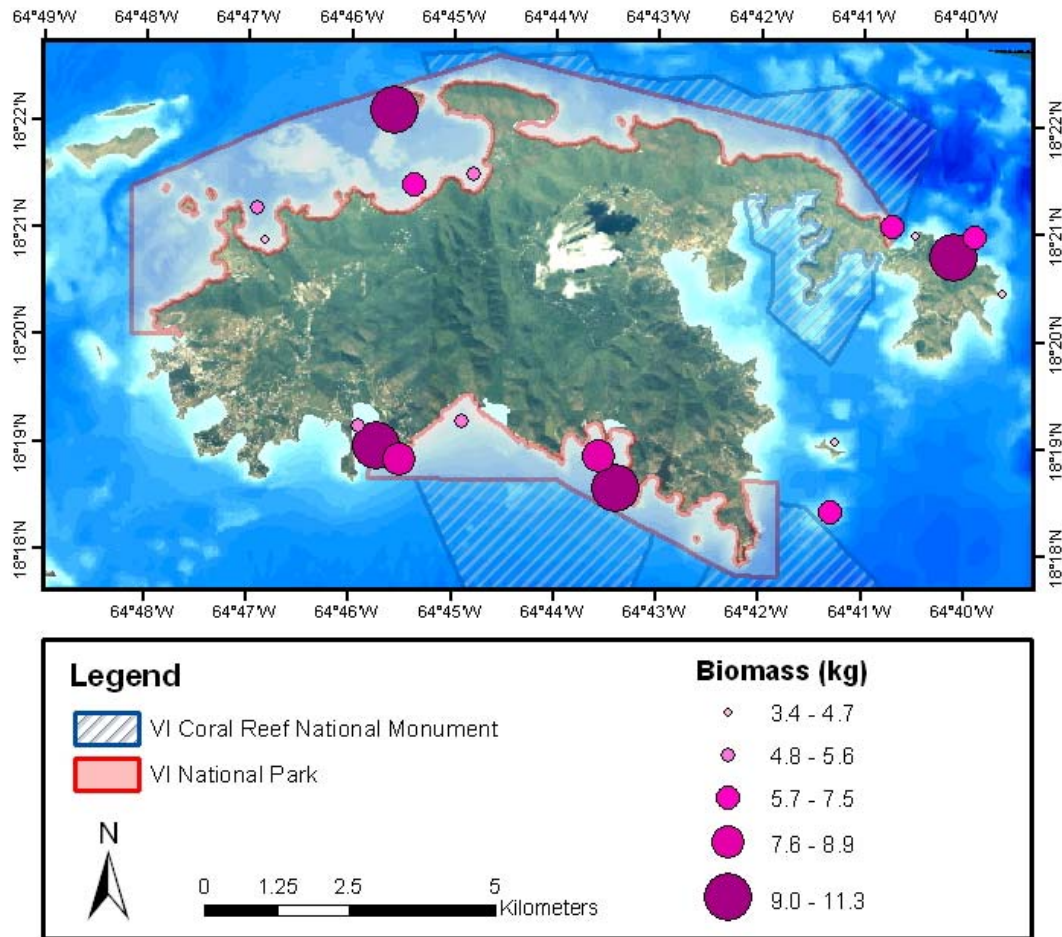 64°49'W 64°48'W 64°47'W 64°46'W 64°45'W 64°44'W 64°43'W 64°42'W 64°41'W 64°40'W
18°22'N 18°22'N
18°21'N 18°21'N
18°20'N 18°20'N
18°19'N 18°19'N
18°18'N 18°18'N
64°48'W 64°47'W 64°46'W 64°45'W 64°44'W 64°43'W 64°42'W 64°41'W 64°40'W
Legend
VI Coral Reef National Monument
VI National Park
N
0 1.25 2.5 5
Kilometers
Biomass (kg)
3.4 - 4.7
4.8 - 5.6
5.7 - 7.5
7.6 - 8.9
9.0 - 11.3